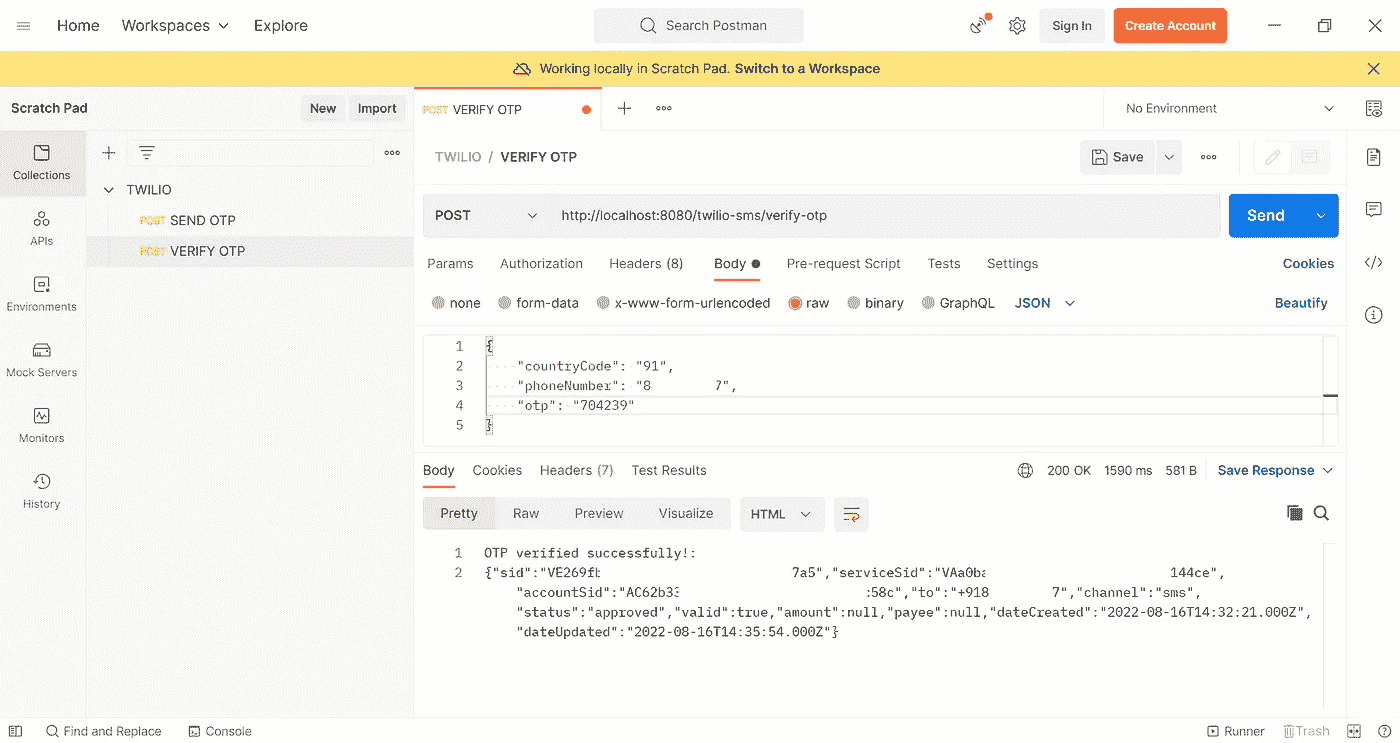 Home Workspaces Explore Search Postman Sign In Create Account
Working locally in Scratch Pad. Switch to a Workspace
Scratch Pad New Import POST VERIFY OTP No Environment
TWILIO / VERIFY OTP Save
Collections
TWILIO
POST SEND OTP
POST VERIFY OTP
APIs
Environments
Mock Servers
Monitors
History
POST http://localhost:8080/twilio-sms/verify-otp Send
Params Authorization Headers (8) Body Pre-request Script Tests Settings Cookies
none form-data x-www-form-urlencoded raw binary GraphQL JSON Beautify
1 {
2 "countryCode": "91",
3 "phoneNumber": "8 7",
4 "otp": "704239"
5 }
Body Cookies Headers (7) Test Results 200 OK 1590 ms 581 B Save Response
Pretty Raw Preview Visualize HTML
1 OTP verified successfully!:
2 {"sid":"VE269fb 7a5","serviceSid":"VAa0ba 144ce",
"accountSid":"AC62b33 58c","to":"+918 7","channel":"sms",
"status":"approved","valid":true,"amount":null,"payee":null,"dateCreated":"2022-08-16T14:32:21.000Z",
"dateUpdated":"2022-08-16T14:35:54.000Z"}
Find and Replace Console Runner Trash